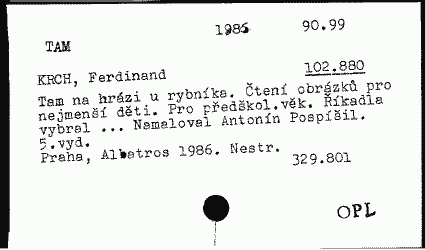 1986 90.99
TAM
KRCH, Ferdinand 102.880
Tam na hrázi u rybníka. Čtení obrázků pro
nejmenší děti. Pro předškol.věk. Říkadla
vybral ... Namaloval Antonín Pospíšil.
5.vyd.
Praha, Albatros 1986. Nestr.
329.801
OPL